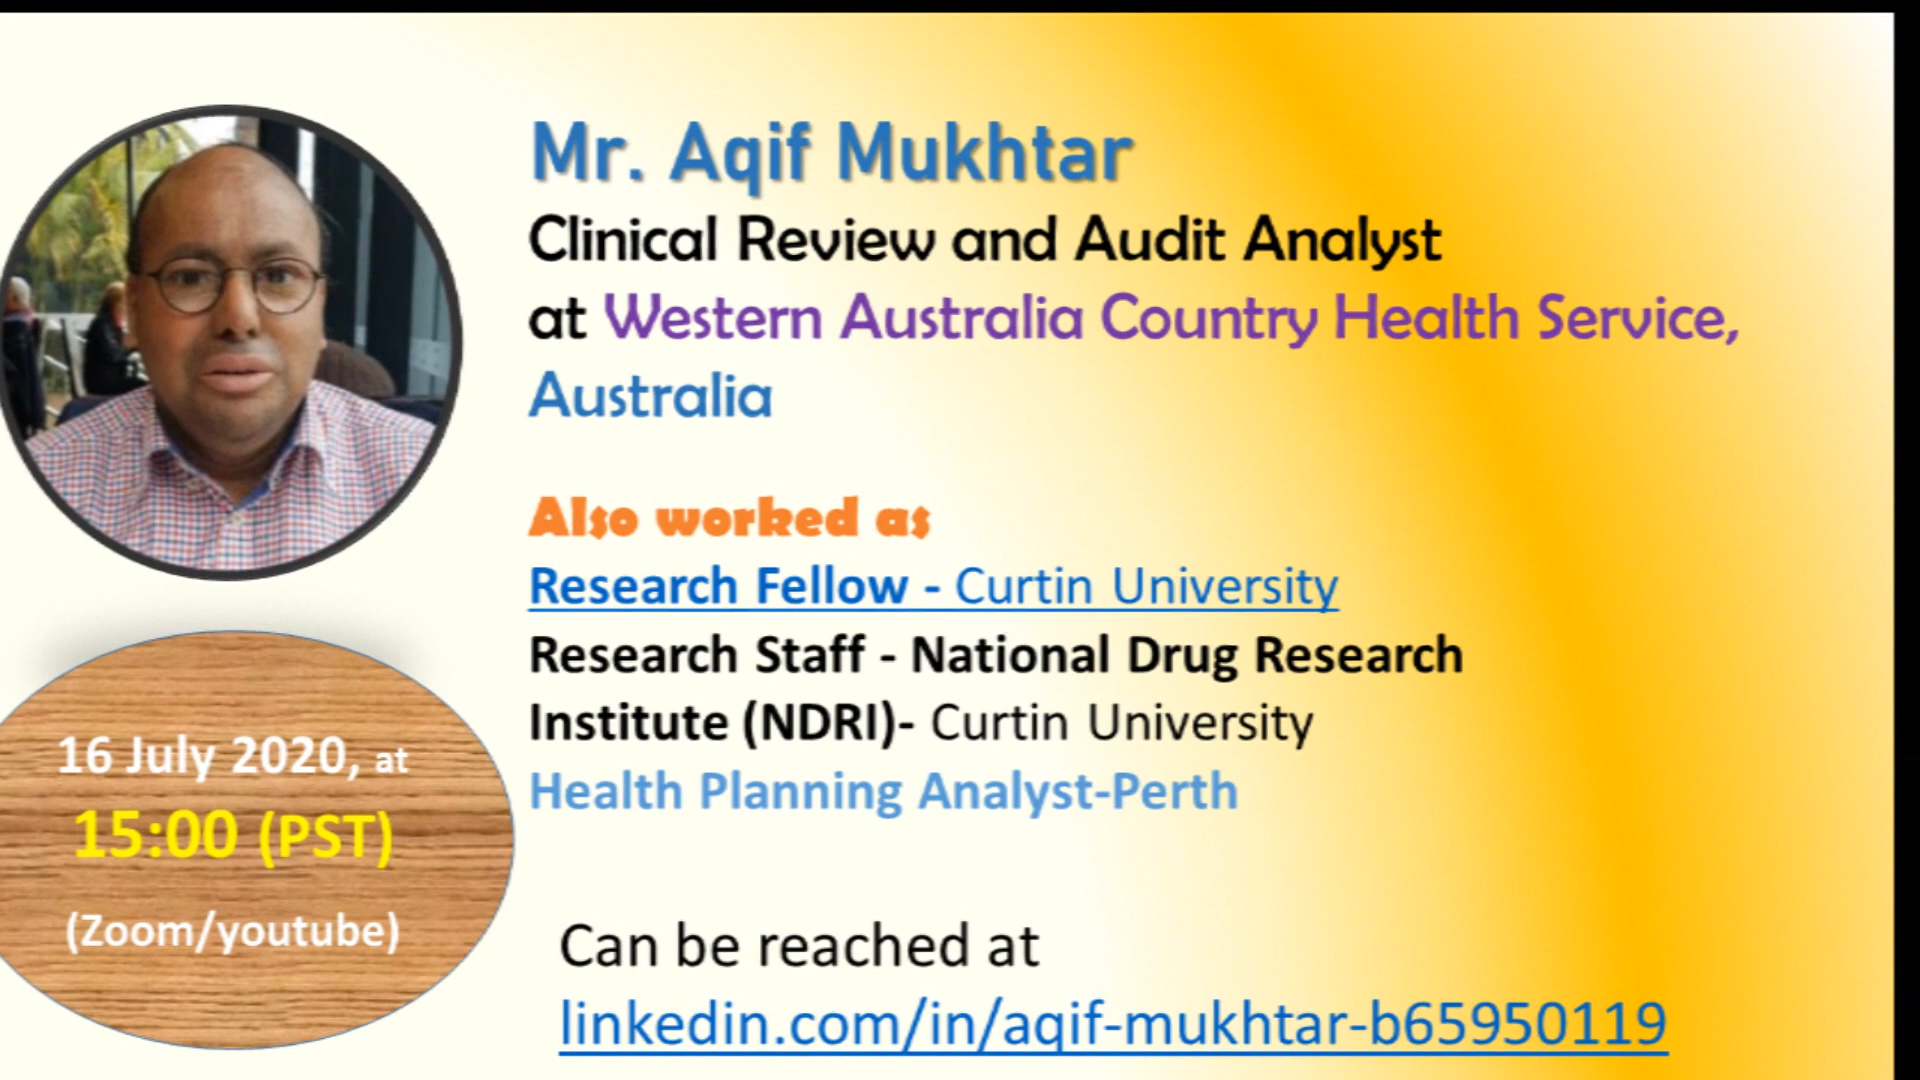 Mr. Aqif Mukhtar
Clinical Review and Audit Analyst
at Western Australia Country Health Service,
Australia
Also worked as
Research Fellow - Curtin University
Research Staff - National Drug Research
Institute (NDRI)- Curtin University
Health Planning Analyst-Perth
16 July 2020, at
15:00 (PST)
(Zoom/youtube)
Can be reached at
linkedin.com/in/aqif-mukhtar-b65950119